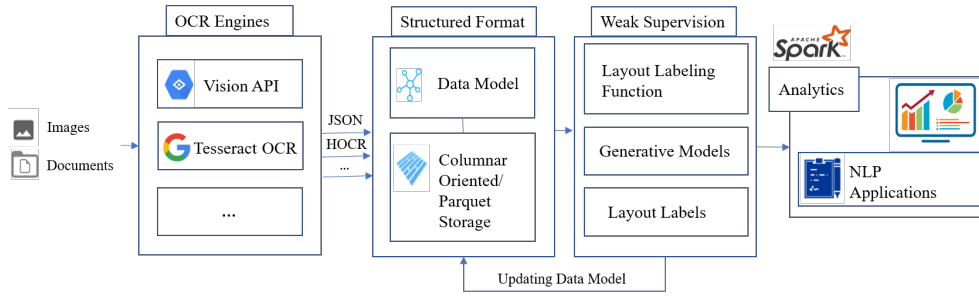 OCR Engines
Structured Format
Weak Supervision
APACHE
Spark
Vision API
Data Model
Layout Labeling
Function
Analytics
Images
Documents
Tesseract OCR
JSON
HOCR
...
Columnar
Oriented/
Parquet
Storage
Generative Models
NLP
Applications
...
Layout Labels
Updating Data Model